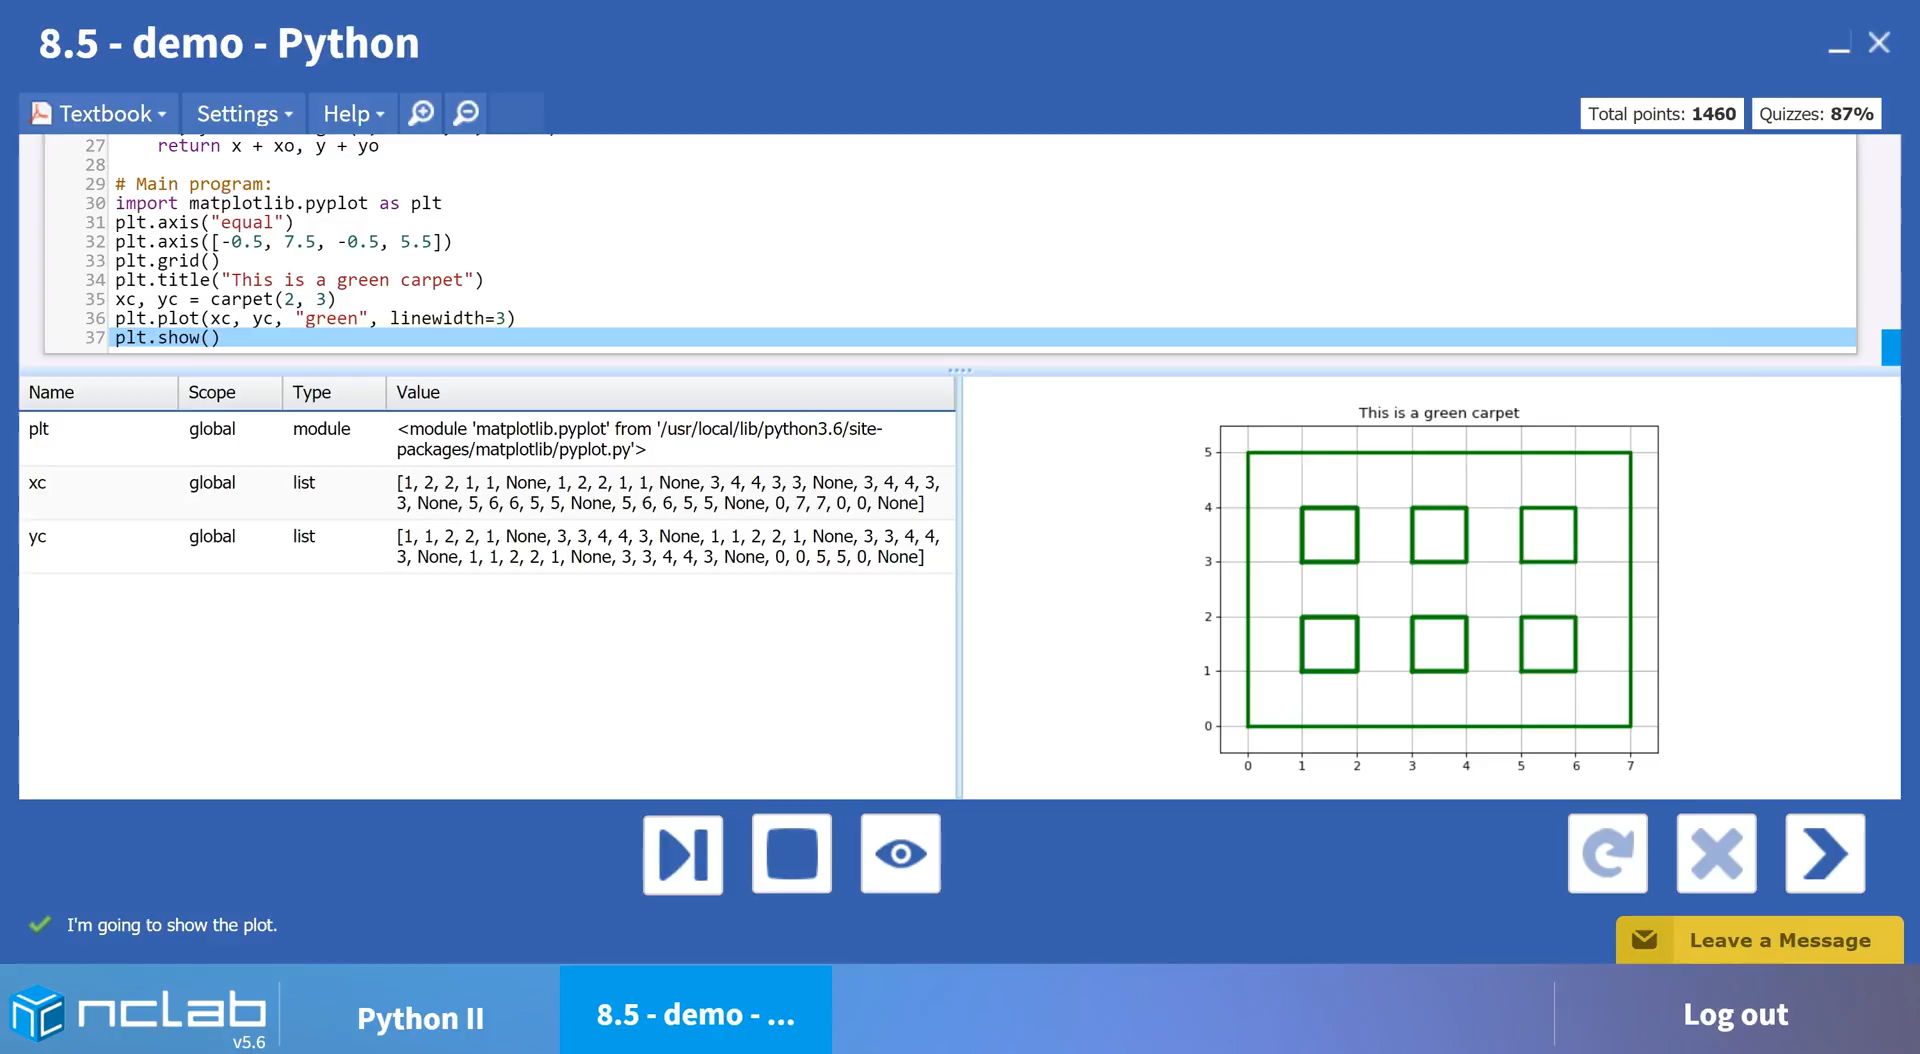 8.5 - demo - Python
Textbook
Settings
Help
Total points: 1460
Quizzes: 87%
27 return x + xo, y + yo
28
29 # Main program:
30 import matplotlib.pyplot as plt
31 plt.axis("equal")
32 plt.axis([-0.5, 7.5, -0.5, 5.5])
33 plt.grid()
34 plt.title("This is a green carpet")
35 xc, yc = carpet(2, 3)
36 plt.plot(xc, yc, "green", linewidth=3)
37 plt.show()
Name Scope Type Value
plt global module <module 'matplotlib.pyplot' from '/usr/local/lib/python3.6/site-
packages/matplotlib/pyplot.py'>
xc global list [1, 2, 2, 1, 1, None, 1, 2, 2, 1, 1, None, 3, 4, 4, 3, 3, None, 3, 4, 4, 3,
3, None, 5, 6, 6, 5, 5, None, 5, 6, 6, 5, 5, None, 0, 7, 7, 0, 0, None]
yc global list [1, 1, 2, 2, 1, None, 3, 3, 4, 4, 3, None, 1, 1, 2, 2, 1, None, 3, 3, 4, 4,
3, None, 1, 1, 2, 2, 1, None, 3, 3, 4, 4, 3, None, 0, 0, 5, 5, 0, None]
This is a green carpet
5
4
3
2
1
0
0 1 2 3 4 5 6 7
I'm going to show the plot.
Leave a Message
nclab
v5.6
Python II
8.5 - demo - ...
Log out